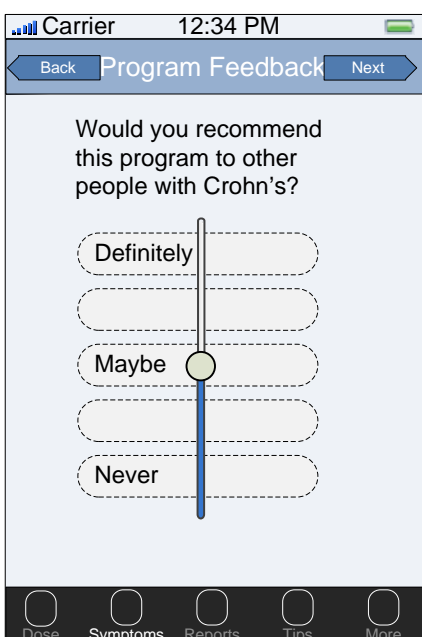 Carrier 12:34 PM
Back Program Feedback Next
Would you recommend
this program to other
people with Crohn's?
Definitely
Maybe
Never
Dose Symptoms Reports Tips More